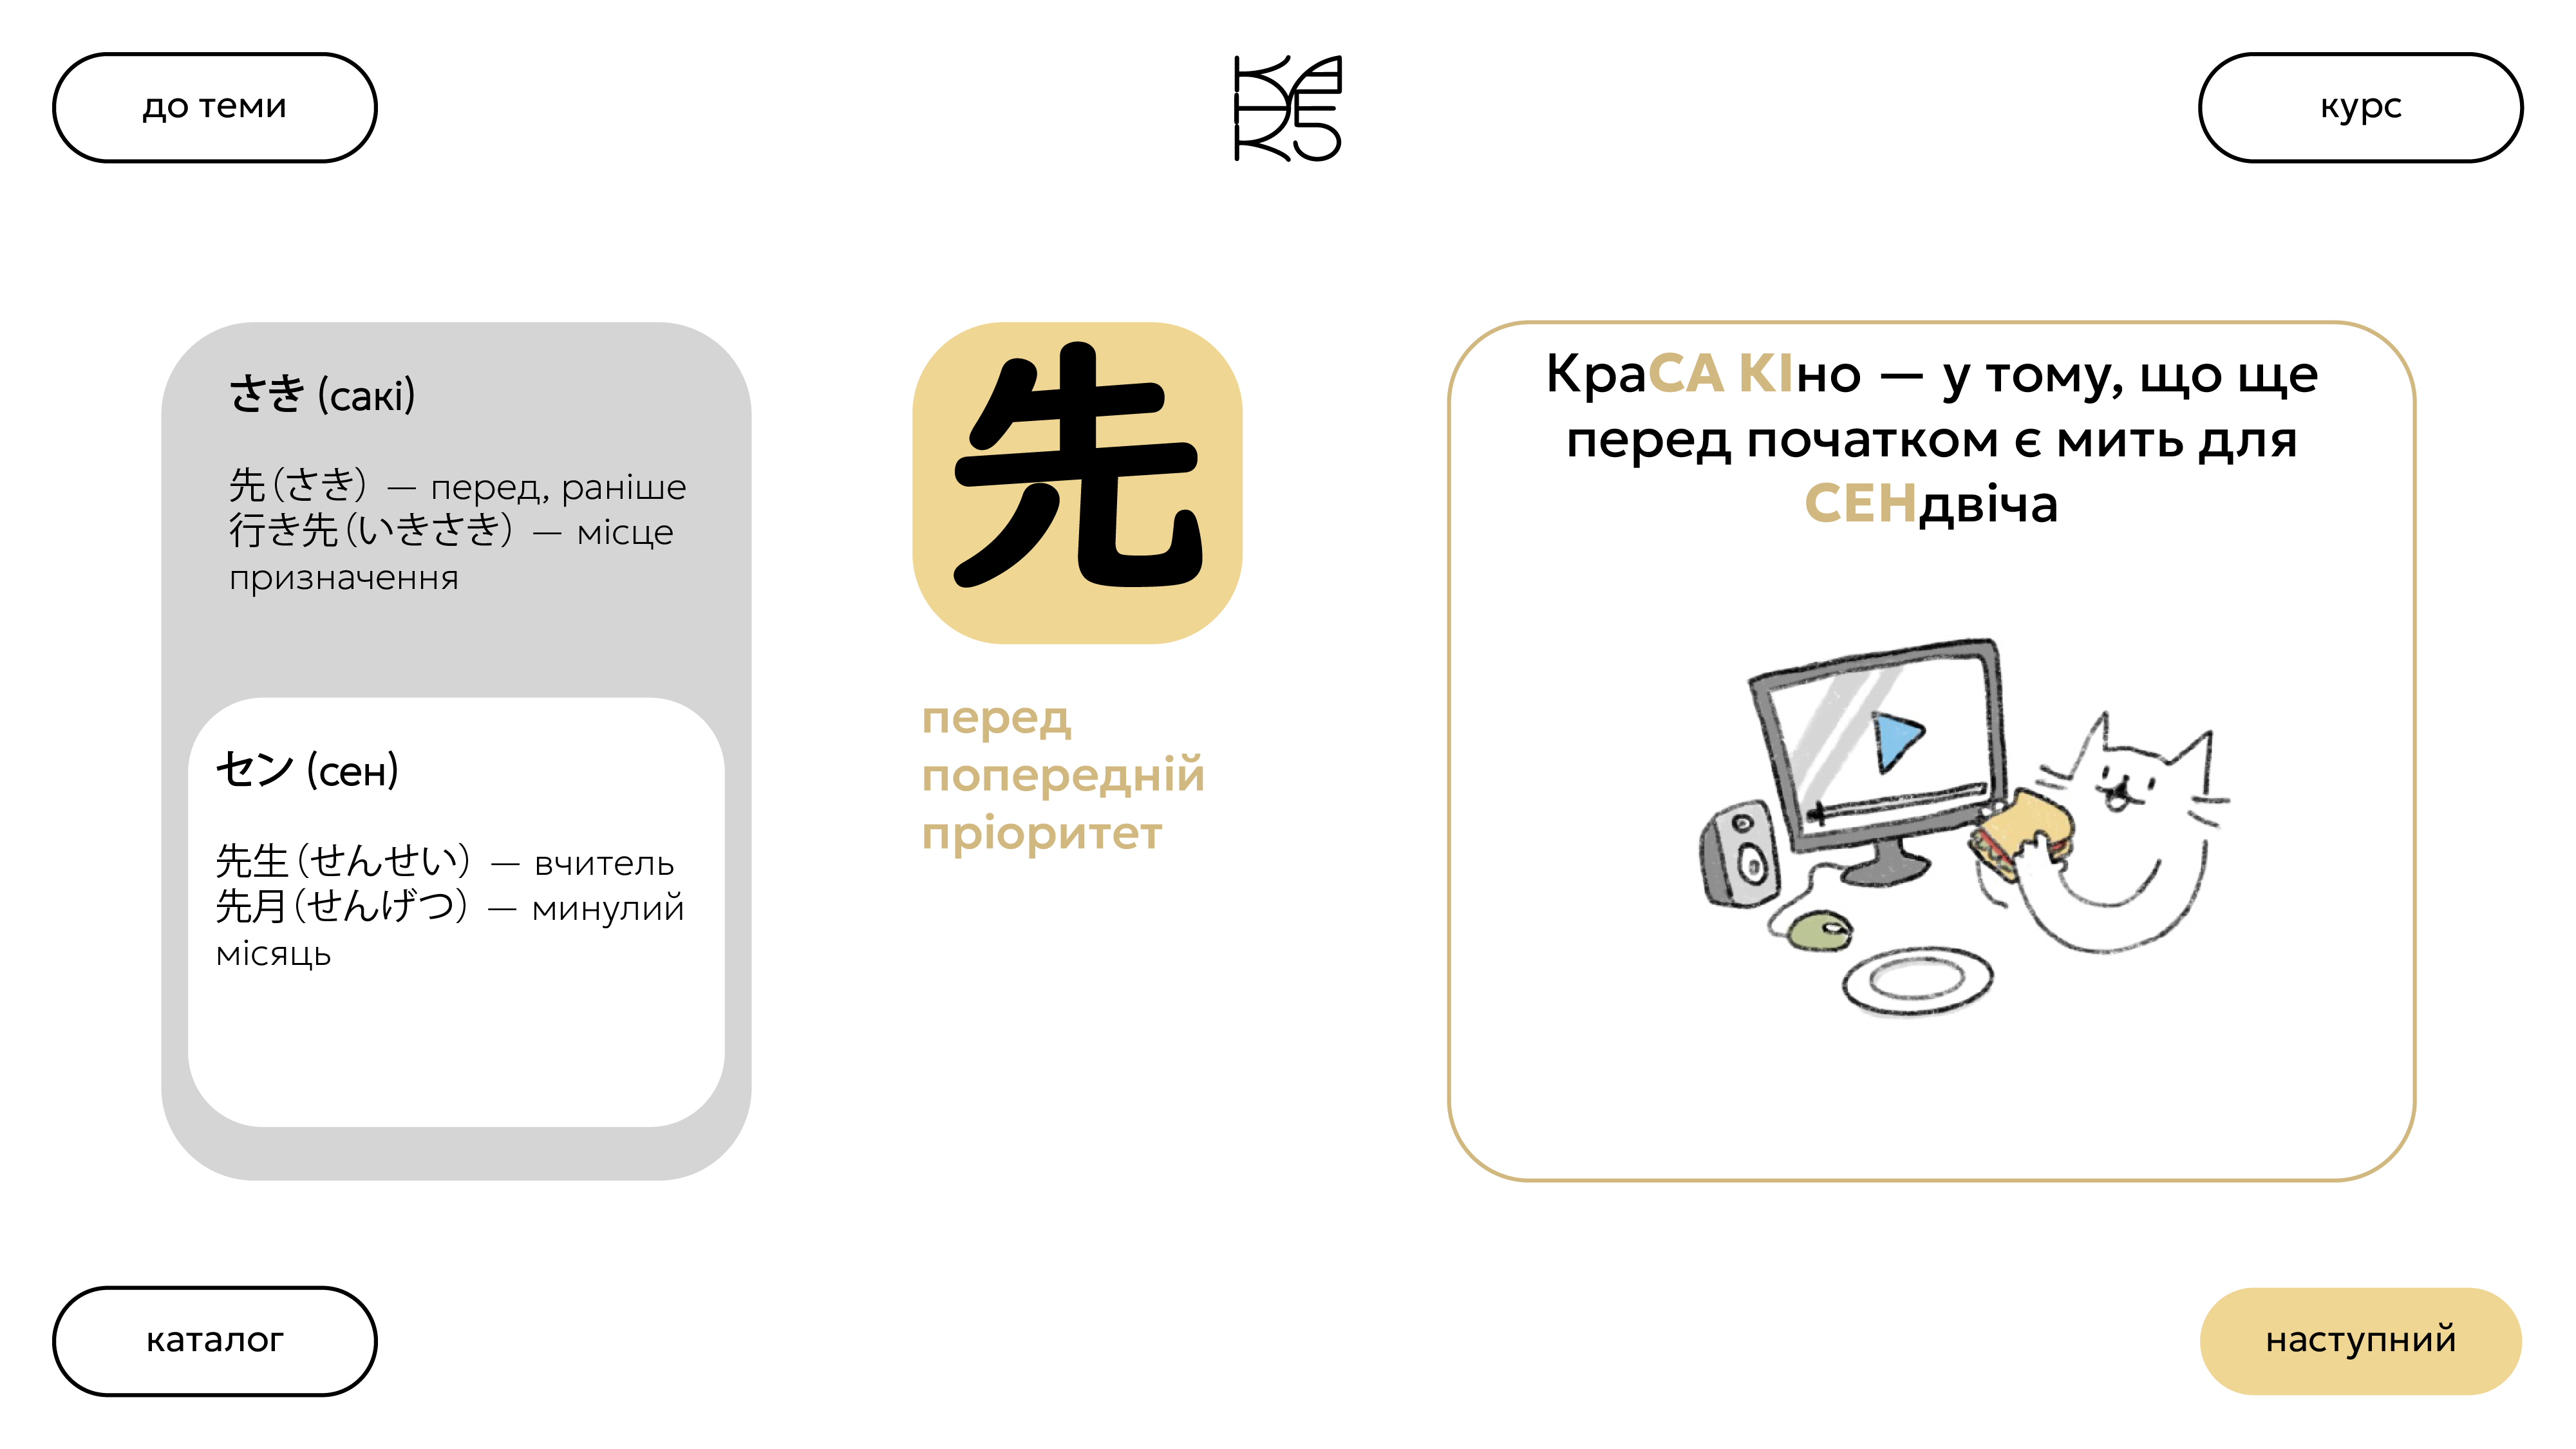 до теми
курс
さき (сакі)
先(さき) — перед, раніше
行き先(いきさき) — місце
призначення
セン (сен)
先生(せんせい) — вчитель
先月(せんげつ) — минулий
місяць
先
перед
попередній
пріоритет
КраСА КІно — у тому, що ще
перед початком є мить для
СЕНдвіча
каталог
наступний